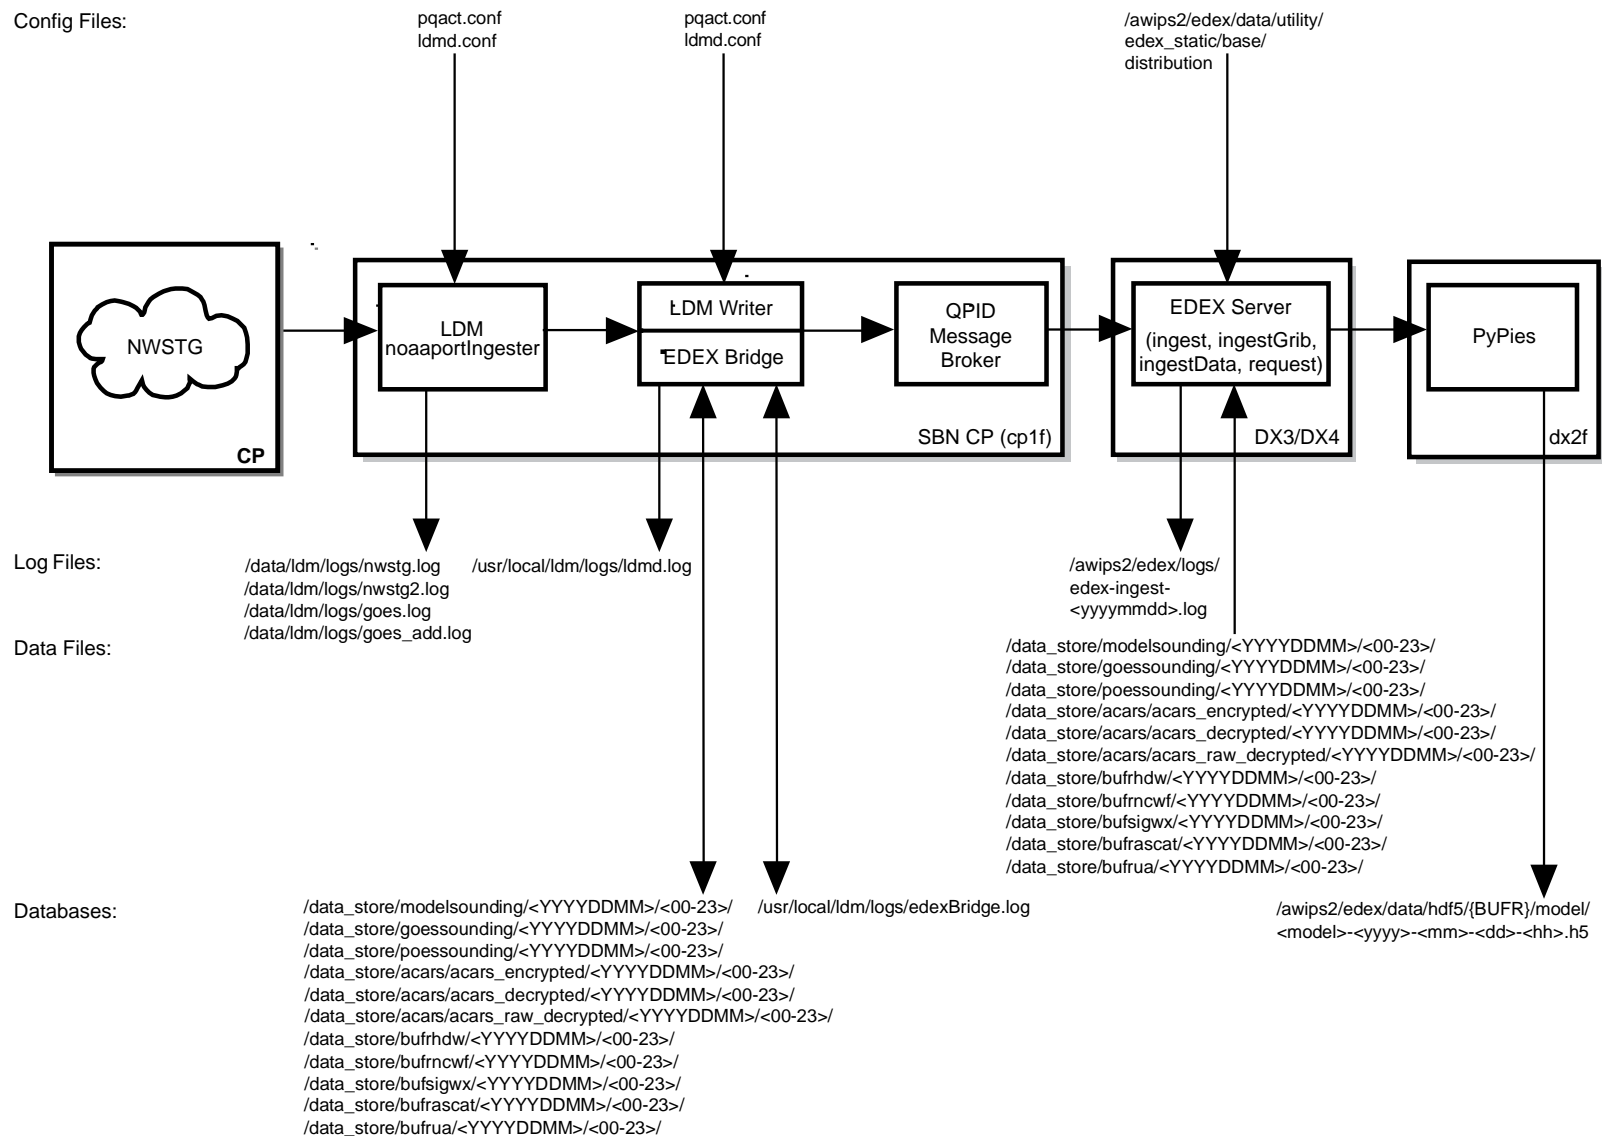 Config Files:
pqact.conf
ldmd.conf
pqact.conf
ldmd.conf
/awips2/edex/data/utility/
edex_static/base/
distribution
NWSTG
CP
LDM
noaaportIngester
LDM Writer
EDEX Bridge
QPID
Message
Broker
SBN CP (cp1f)
EDEX Server
(ingest, ingestGrib,
ingestData, request)
DX3/DX4
PyPies
dx2f
Log Files:
/data/ldm/logs/nwstg.log
/data/ldm/logs/nwstg2.log
/data/ldm/logs/goes.log
/data/ldm/logs/goes_add.log
/usr/local/ldm/logs/ldmd.log
/awips2/edex/logs/
edex-ingest-
<yyyymmdd>.log
Data Files:
/data_store/modelsounding/<YYYYDDMM>/<00-23>/
/data_store/goessounding/<YYYYDDMM>/<00-23>/
/data_store/poessounding/<YYYYDDMM>/<00-23>/
/data_store/acars/acars_encrypted/<YYYYDDMM>/<00-23>/
/data_store/acars/acars_decrypted/<YYYYDDMM>/<00-23>/
/data_store/acars/acars_raw_decrypted/<YYYYDDMM>/<00-23>/
/data_store/bufrhdw/<YYYYDDMM>/<00-23>/
/data_store/bufrncwf/<YYYYDDMM>/<00-23>/
/data_store/bufsigwx/<YYYYDDMM>/<00-23>/
/data_store/bufrascat/<YYYYDDMM>/<00-23>/
/data_store/bufrua/<YYYYDDMM>/<00-23>/
Databases:
/data_store/modelsounding/<YYYYDDMM>/<00-23>/
/data_store/goessounding/<YYYYDDMM>/<00-23>/
/data_store/poessounding/<YYYYDDMM>/<00-23>/
/data_store/acars/acars_encrypted/<YYYYDDMM>/<00-23>/
/data_store/acars/acars_decrypted/<YYYYDDMM>/<00-23>/
/data_store/acars/acars_raw_decrypted/<YYYYDDMM>/<00-23>/
/data_store/bufrhdw/<YYYYDDMM>/<00-23>/
/data_store/bufrncwf/<YYYYDDMM>/<00-23>/
/data_store/bufsigwx/<YYYYDDMM>/<00-23>/
/data_store/bufrascat/<YYYYDDMM>/<00-23>/
/data_store/bufrua/<YYYYDDMM>/<00-23>/
/usr/local/ldm/logs/edexBridge.log
/awips2/edex/data/hdf5/{BUFR}/model/
<model>-<yyyy>-<mm>-<dd>-<hh>.h5